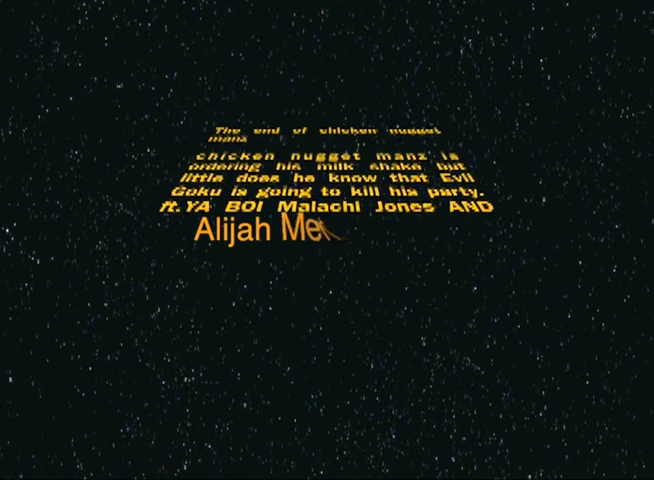 The end of chicken nugget
manz
chicken nugget manz is
ordering his milk shake but
little does he know that Evil
Goku is going to kill his party.
ft.YA BOI Malachi Jones AND
Alijah